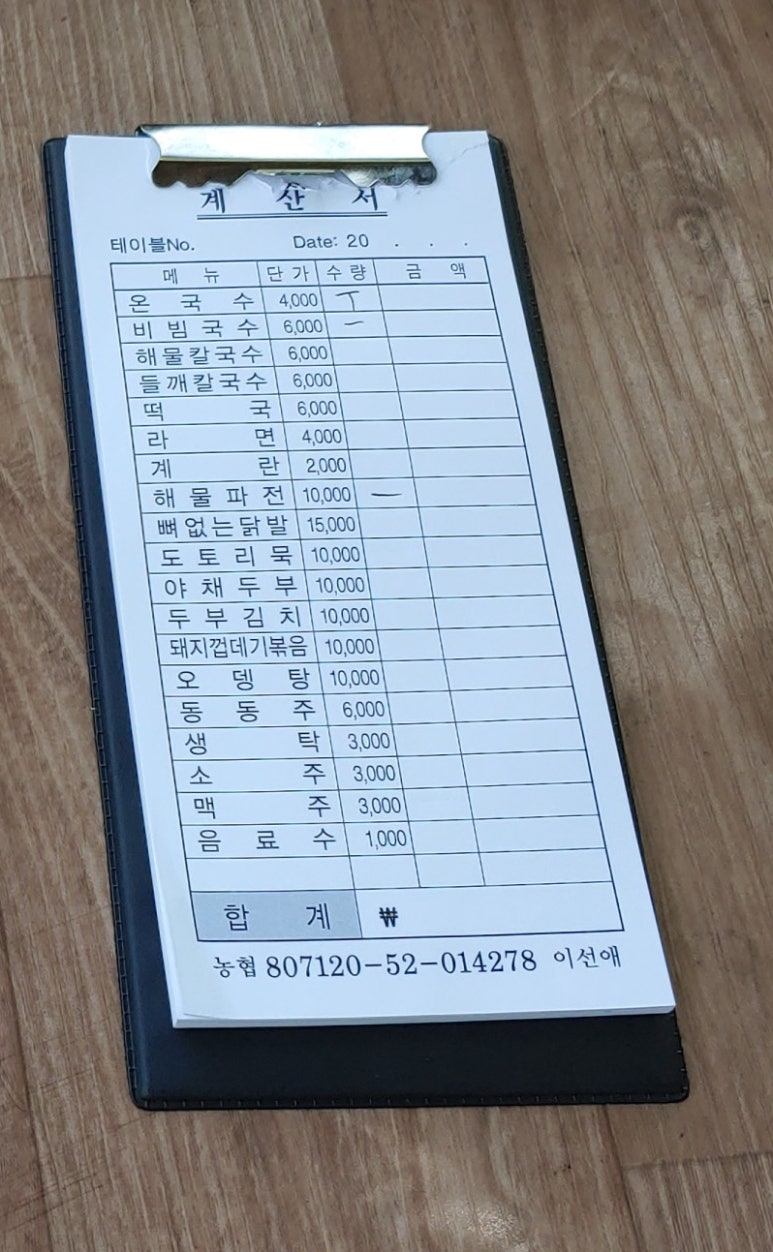 계 산 서
테이블No. Date: 20 . . .
메 뉴 단 가 수 량 금 액
온 국 수 4,000 丅
비 빔 국 수 6,000 一
해물칼국수 6,000
들깨칼국수 6,000
떡 국 6,000
라 면 4,000
계 란 2,000
해 물 파 전 10,000 一
뼈없는닭발 15,000
도 토 리 묵 10,000
야 채 두 부 10,000
두 부 김 치 10,000
돼지껍데기볶음 10,000
오 뎅 탕 10,000
동 동 주 6,000
생 탁 3,000
소 주 3,000
맥 주 3,000
음 료 수 1,000
합 계 ₩
농협 807120-52-014278 이선애